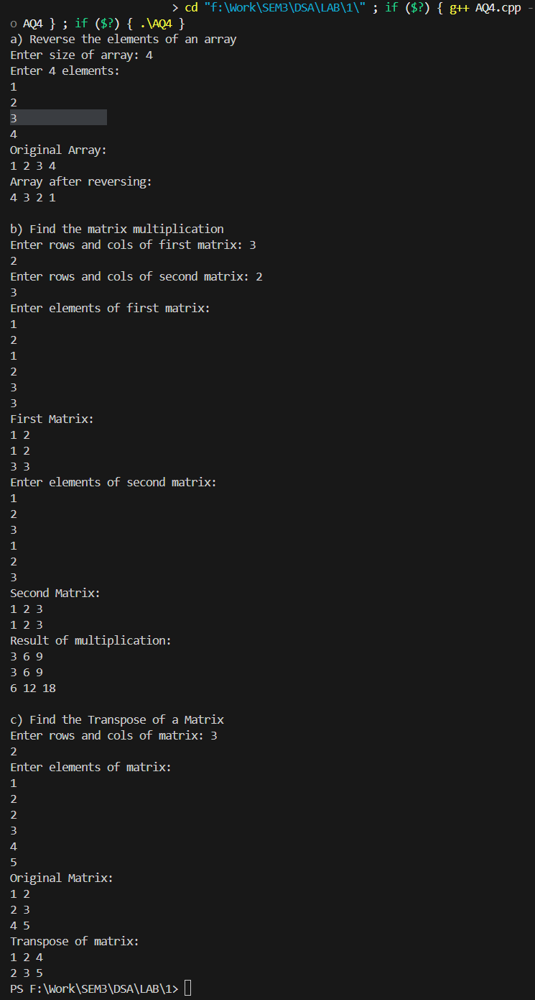 > cd "f:\Work\SEM3\DSA\LAB\1\" ; if ($?) { g++ AQ4.cpp -
o AQ4 } ; if ($?) { .\AQ4 }
a) Reverse the elements of an array
Enter size of array: 4
Enter 4 elements:
1
2
3
4
Original Array:
1 2 3 4
Array after reversing:
4 3 2 1

b) Find the matrix multiplication
Enter rows and cols of first matrix: 3
2
Enter rows and cols of second matrix: 2
3
Enter elements of first matrix:
1
2
1
2
3
3
First Matrix:
1 2
1 2
3 3
Enter elements of second matrix:
1
2
3
1
2
3
Second Matrix:
1 2 3
1 2 3
Result of multiplication:
3 6 9
3 6 9
6 12 18

c) Find the Transpose of a Matrix
Enter rows and cols of matrix: 3
2
Enter elements of matrix:
1
2
2
3
4
5
Original Matrix:
1 2
2 3
4 5
Transpose of matrix:
1 2 4
2 3 5
PS F:\Work\SEM3\DSA\LAB\1>